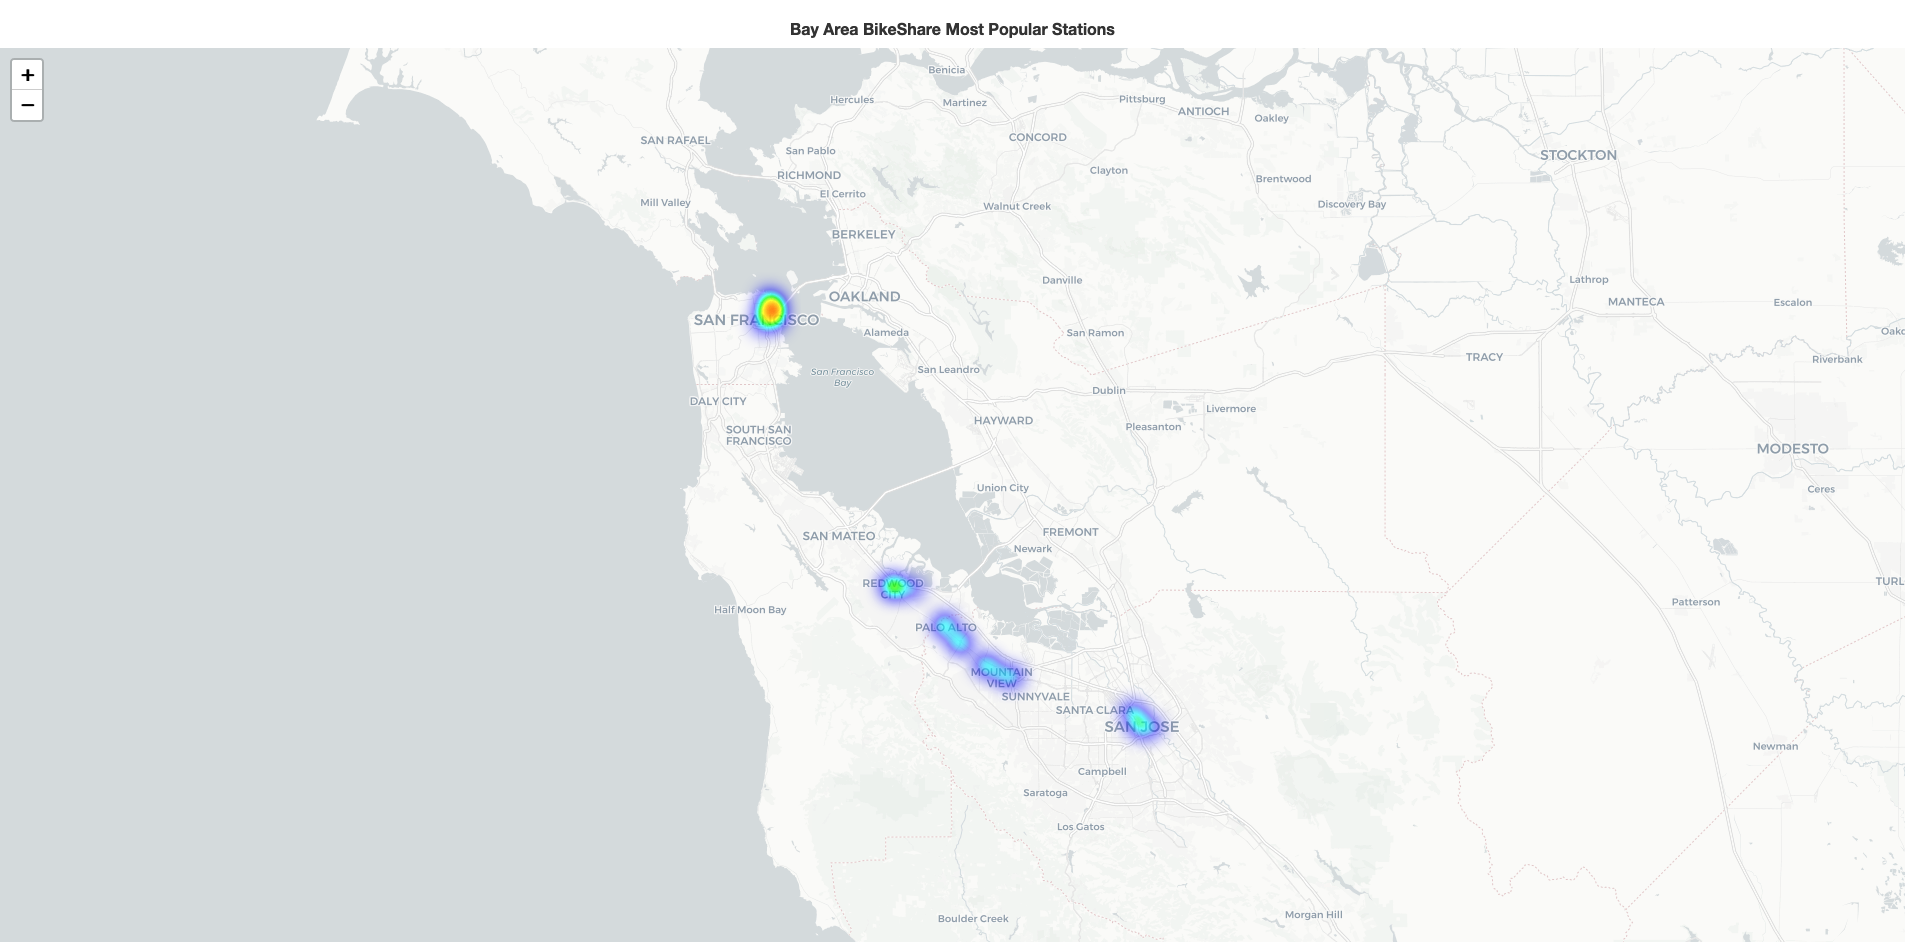 Bay Area BikeShare Most Popular Stations
+
−
Benicia
Hercules
Martinez
Pittsburg
ANTIOCH
Oakley
SAN RAFAEL
CONCORD
San Pablo
STOCKTON
RICHMOND
Clayton
Brentwood
El Cerrito
Mill Valley
Walnut Creek
Discovery Bay
BERKELEY
Danville
Lathrop
OAKLAND
MANTECA
Escalon
SAN FRANCISCO
Alameda
San Ramon
Oakd
TRACY
Riverbank
San Francisco
Bay
San Leandro
Dublin
DALY CITY
Livermore
HAYWARD
Pleasanton
SOUTH SAN
FRANCISCO
MODESTO
Union City
Ceres
SAN MATEO
FREMONT
Newark
REDWOOD
CITY
TURL
Half Moon Bay
Patterson
PALO ALTO
MOUNTAIN
VIEW
SUNNYVALE
SANTA CLARA
SAN JOSE
Newman
Campbell
Saratoga
Los Gatos
Boulder Creek
Morgan Hill